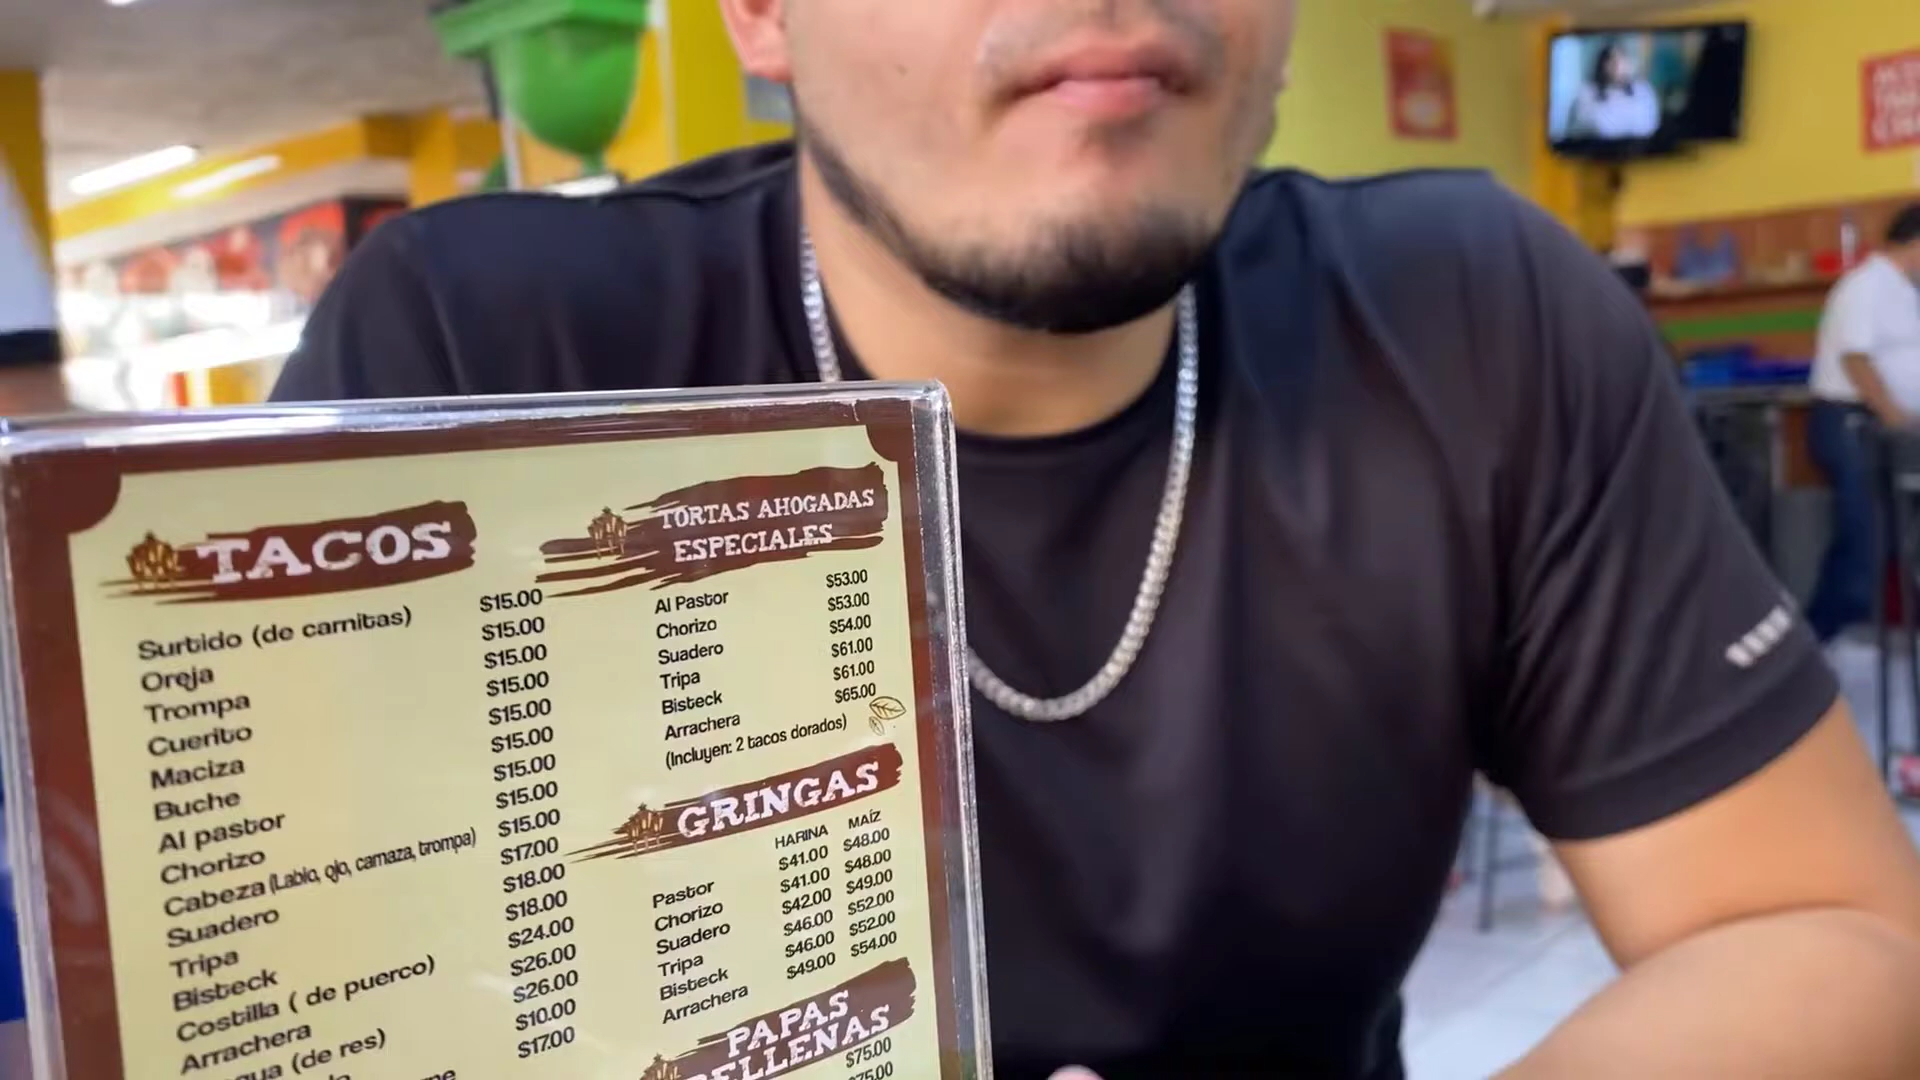 TACOS
Surtido (de carnitas) $15.00
Oreja $15.00
Trompa $15.00
Cuerito $15.00
Maciza $15.00
Buche $15.00
Al pastor $15.00
Chorizo $15.00
Cabeza (Labio, ojo, carnaza, trompa) $15.00
Suadero $17.00
Tripa $18.00
Bisteck $18.00
Costilla ( de puerco) $24.00
Arrachera $26.00
(de res) $26.00
$10.00
$17.00
TORTAS AHOGADAS
ESPECIALES
Al Pastor $53.00
Chorizo $53.00
Suadero $54.00
Tripa $61.00
Bisteck $61.00
Arrachera $65.00
(Incluyen: 2 tacos dorados)
GRINGAS
HARINA MAÍZ
Pastor $41.00 $48.00
Chorizo $41.00 $48.00
Suadero $42.00 $49.00
Tripa $46.00 $52.00
Bisteck $46.00 $52.00
Arrachera $49.00 $54.00
PAPAS
RELLENAS
$75.00